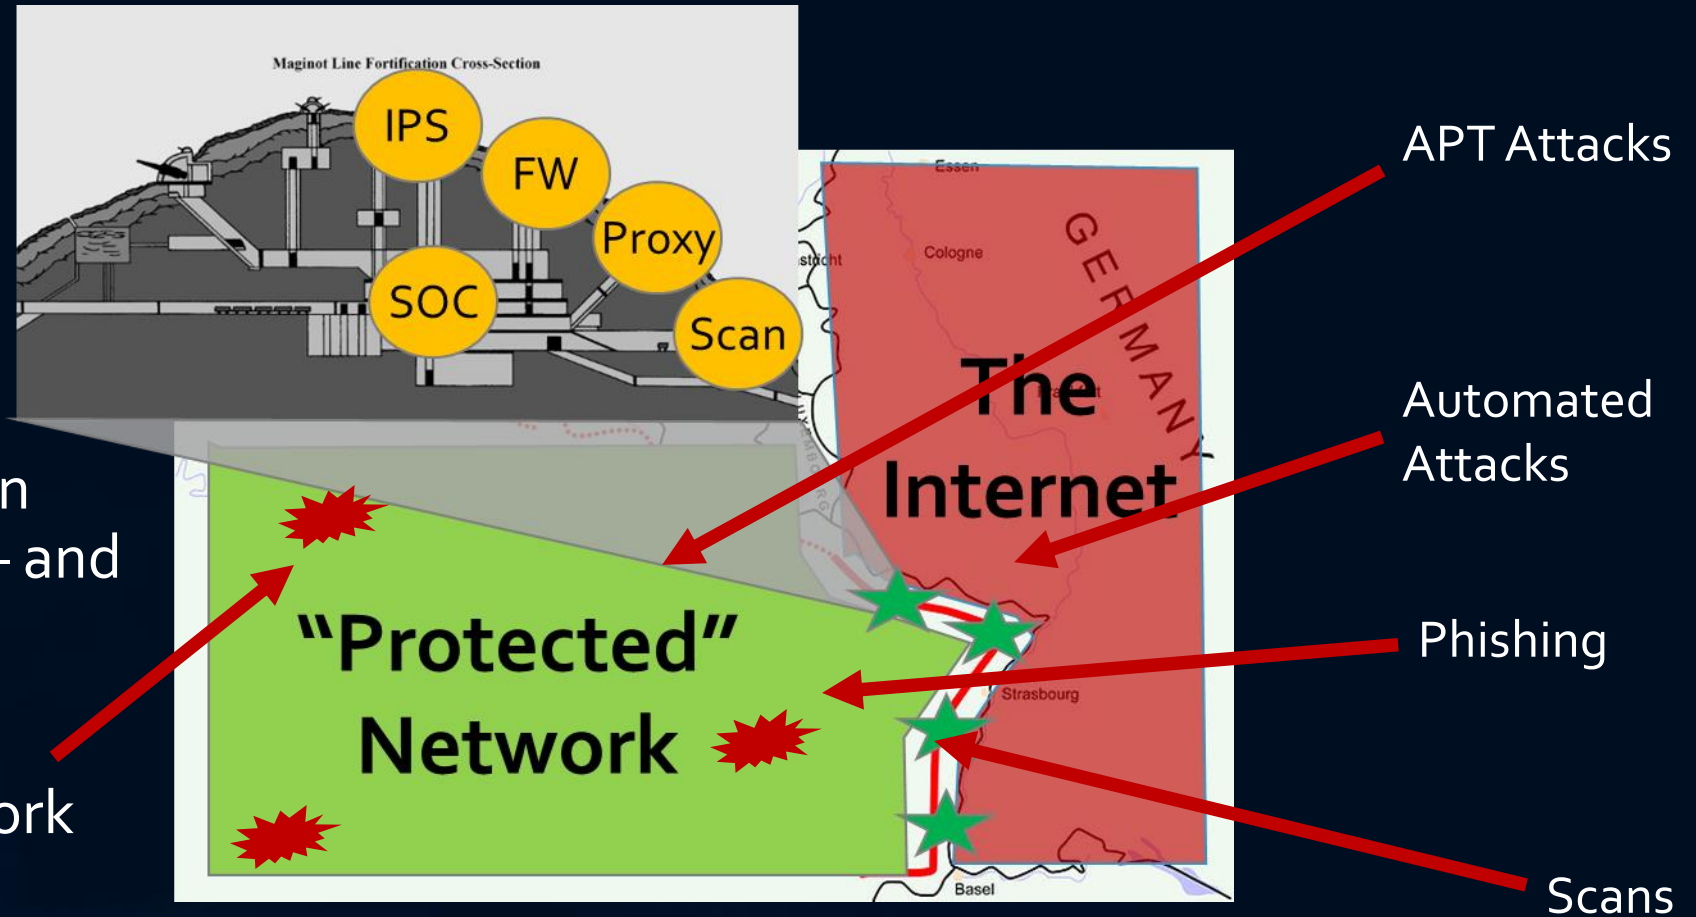 Maginot Line Fortification Cross-Section
IPS
FW
Proxy
SOC
Scan
APT Attacks
Essen
Cologne
GERMANY
The
Internet
Automated
Attacks
- and
"Protected"
Network
Phishing
Strasbourg
ork
Basel
Scans